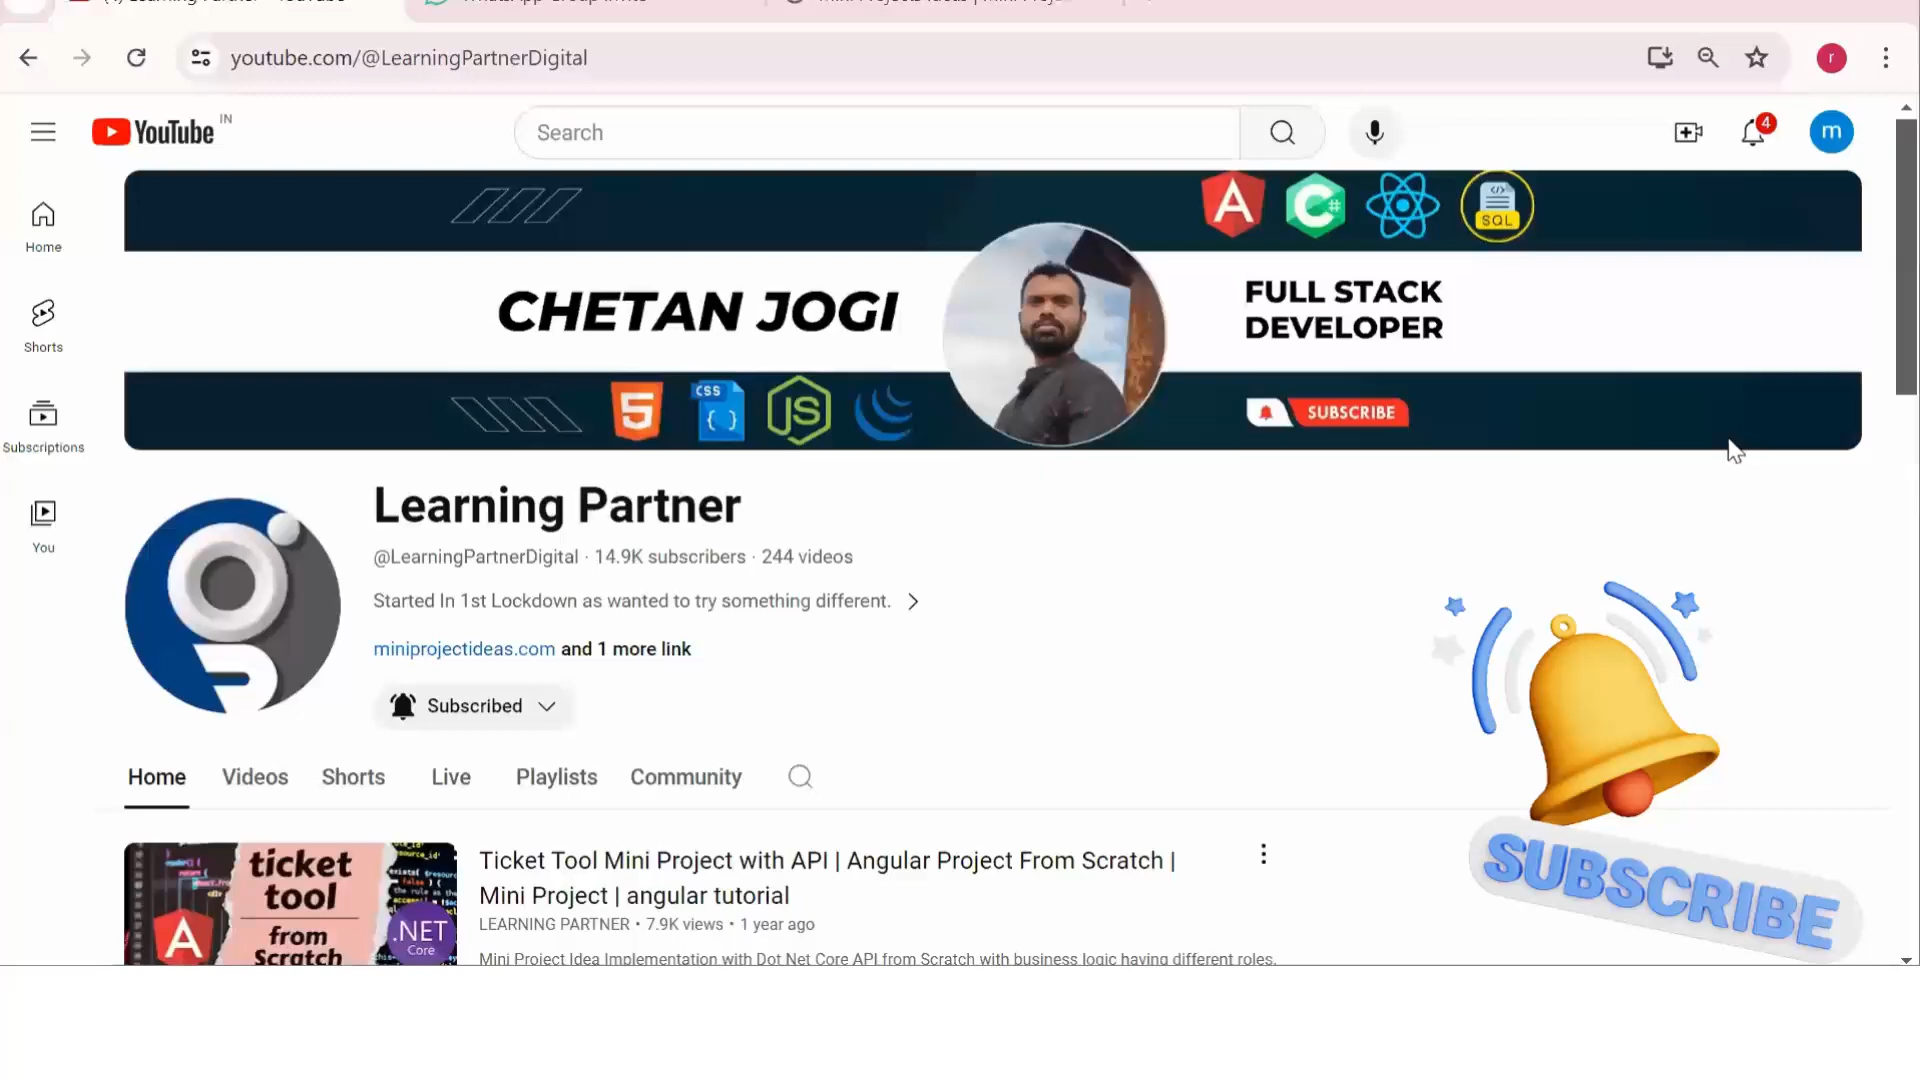 youtube.com/@LearningPartnerDigital
r
YouTube IN
Search
4
m
Home
Shorts
Subscriptions
You
SQL
CHETAN JOGI
FULL STACK
DEVELOPER
5
CSS
JS
SUBSCRIBE
Learning Partner
@LearningPartnerDigital · 14.9K subscribers · 244 videos
Started In 1st Lockdown as wanted to try something different.
miniprojectideas.com and 1 more link
Subscribed
Home Videos Shorts Live Playlists Community
ticket
tool
from
Scratch
.NET
Core
Ticket Tool Mini Project with API | Angular Project From Scratch |
Mini Project | angular tutorial
LEARNING PARTNER • 7.9K views • 1 year ago
Mini Project Idea Implementation with Dot Net Core API from Scratch with business logic having different roles.
SUBSCRIBE